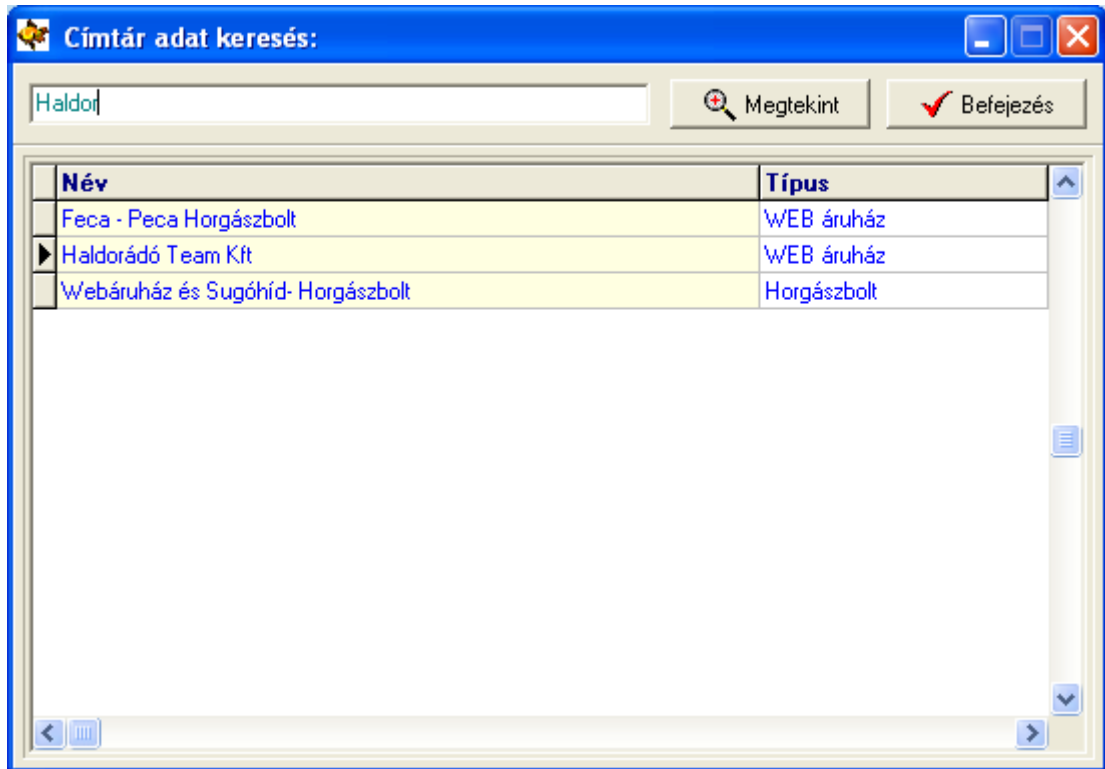 Címtár adat keresés:
Haldor Megtekint Befejezés
Név Típus
Feca - Peca Horgászbolt WEB áruház
Haldorádó Team Kft WEB áruház
Webáruház és Sugóhíd- Horgászbolt Horgászbolt